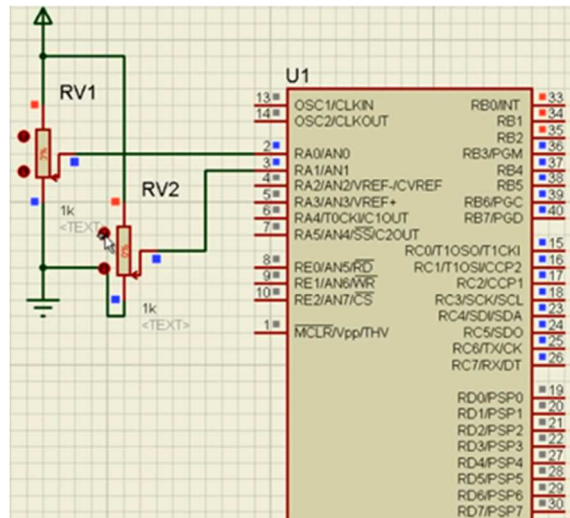 U1
RV1
1k
<TEXT>
RV2
1k
<TEXT>
13 OSC1/CLKIN RB0/INT 33
14 OSC2/CLKOUT RB1 34
RB2 35
2 RA0/AN0 RB3/PGM 36
3 RA1/AN1 RB4 37
4 RA2/AN2/VREF-/CVREF RB5 38
5 RA3/AN3/VREF+ RB6/PGC 39
6 RA4/T0CKI/C1OUT RB7/PGD 40
7 RA5/AN4/SS/C2OUT
RC0/T1OSO/T1CKI 15
8 RE0/AN5/RD RC1/T1OSI/CCP2 16
9 RE1/AN6/WR RC2/CCP1 17
10 RE2/AN7/CS RC3/SCK/SCL 18
RC4/SDI/SDA 23
1 MCLR/Vpp/THV RC5/SDO 24
RC6/TX/CK 25
RC7/RX/DT 26
RD0/PSP0 19
RD1/PSP1 20
RD2/PSP2 21
RD3/PSP3 22
RD4/PSP4 27
RD5/PSP5 28
RD6/PSP6 29
RD7/PSP7 30